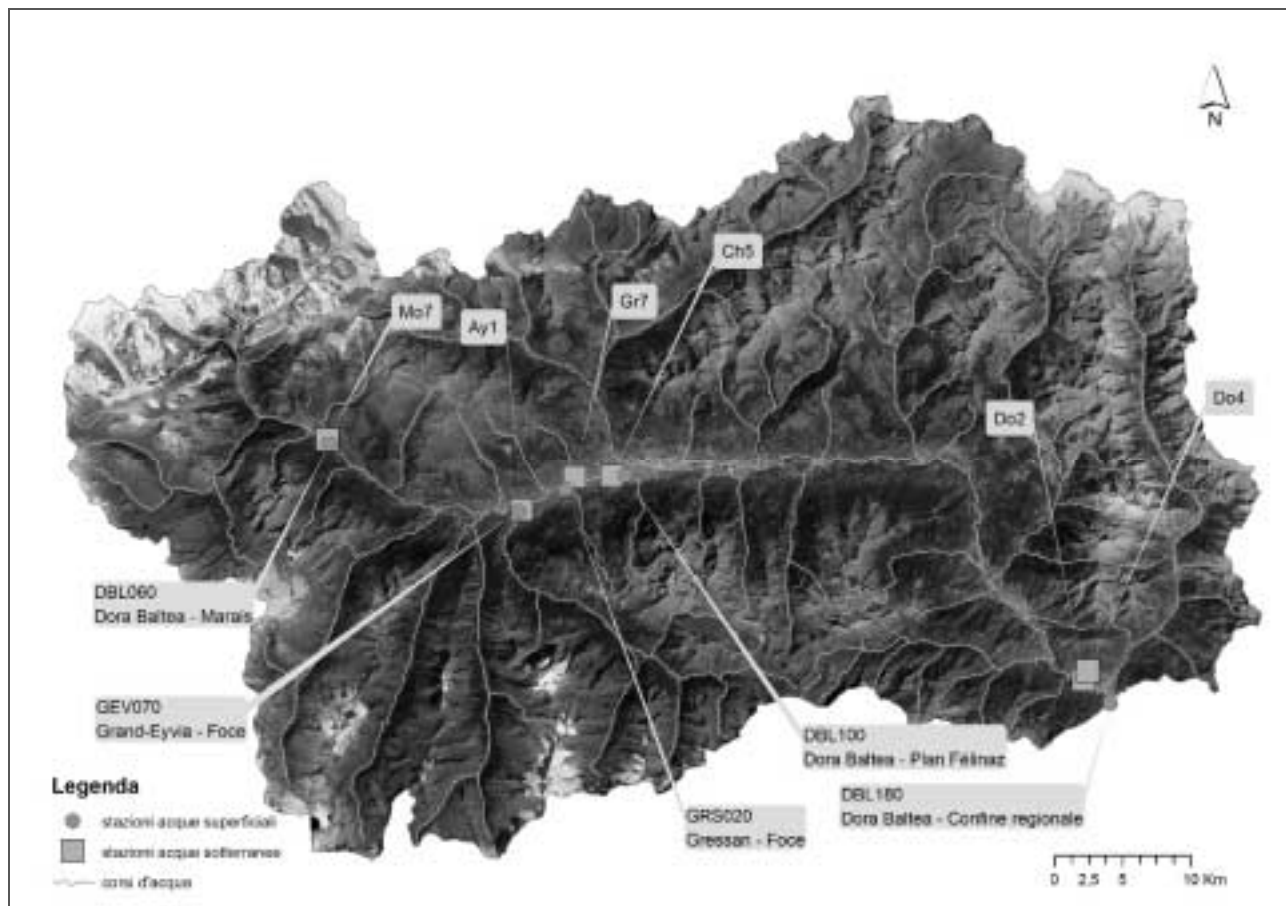 N
Ch5
Gr7
Mo7
Ay1
Do4
Do2
DBL060
Dora Baltea - Marais
GEV070
Grand-Eyvia - Foce
DBL100
Dora Baltea - Plan Félinaz
DBL180
Dora Baltea - Confine regionale
GRS020
Gressan - Foce
Legenda
stazioni acque superficiali
stazioni acque sotterranee
corsi d'acqua
0 2,5 5 10 Km